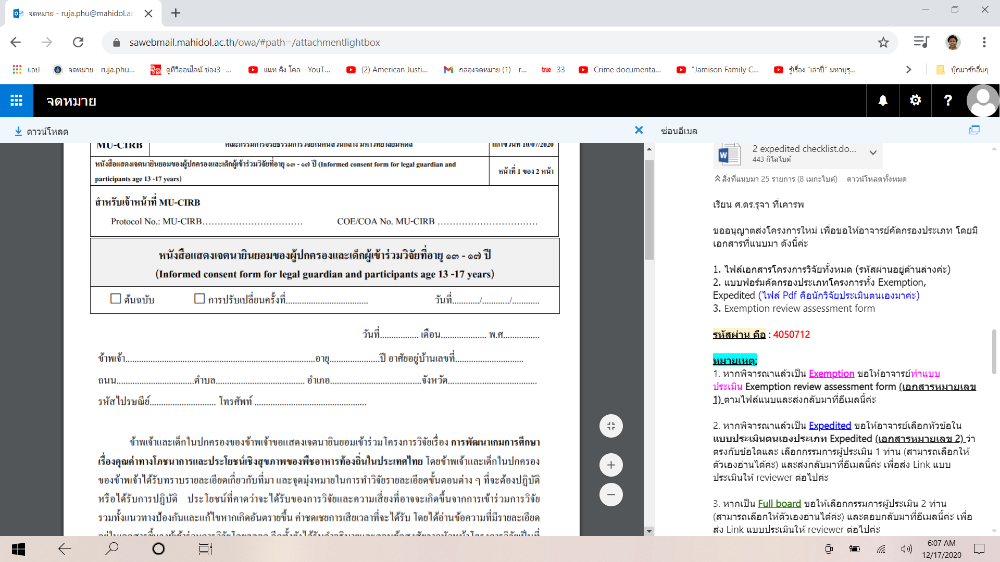 จดหมาย - ruja.phu@mahidol.ac
sawebmail.mahidol.ac.th/owa/#path=/attachmentlightbox
แอป
จดหมาย - ruja.phu...
ดูทีวีออนไลน์ ช่อง3 -...
แนท คิง โคล - YouT...
(2) American Justi...
กล่องจดหมาย (1) - r...
true 33
Crime documenta...
"Jamison Family C...
รู้เรื่อง "เล่าปี่" มหาบุรุ...
บุ๊กมาร์กอื่นๆ
จดหมาย
ดาวน์โหลด
ซ่อนอีเมล
MU-CIRB
คณะกรรมการจริยธรรมการวิจัยในคนส่วนกลาง มหาวิทยาลัยมหิดล
แก้ไขวันที่ 10/07/2020
หนังสือแสดงเจตนายินยอมของผู้ปกครองและเด็กผู้เข้าร่วมวิจัยที่อายุ ๑๓ - ๑๗ ปี (Informed consent form for legal guardian and
participants age 13 -17 years)
หน้าที่ 1 ของ 2 หน้า
สำหรับเจ้าหน้าที่ MU-CIRB
Protocol No.: MU-CIRB................................. COE/COA No. MU-CIRB .................................
หนังสือแสดงเจตนายินยอมของผู้ปกครองและเด็กผู้เข้าร่วมวิจัยที่อายุ ๑๓ - ๑๗ ปี
(Informed consent form for legal guardian and participants age 13 -17 years)
ต้นฉบับ การปรับเปลี่ยนครั้งที่.................................... วันที่............/............/............
วันที่................. เดือน.................... พ.ศ................
ข้าพเจ้า...................................................................................อายุ......................ปี อาศัยอยู่บ้านเลขที่..............................
ถนน..................................ตำบล....................................... อำเภอ........................................จังหวัด.......................................
รหัสไปรษณีย์............................. โทรศัพท์ .................................................
ข้าพเจ้าและเด็กในปกครองของข้าพเจ้าขอแสดงเจตนายินยอมเข้าร่วมโครงการวิจัยเรื่อง การพัฒนาเกมการศึกษา
เรื่องคุณค่าทางโภชนาการและประโยชน์เชิงสุขภาพของพืชอาหารท้องถิ่นในประเทศไทย โดยข้าพเจ้าและเด็กในปกครอง
ของข้าพเจ้าได้รับทราบรายละเอียดเกี่ยวกับที่มา และจุดมุ่งหมายในการทำวิจัยรายละเอียดขั้นตอนต่าง ๆ ที่จะต้องปฏิบัติ
หรือได้รับการปฏิบัติ ประโยชน์ที่คาดว่าจะได้รับของการวิจัยและความเสี่ยงที่อาจจะเกิดขึ้นจากการเข้าร่วมการวิจัย
รวมทั้งแนวทางป้องกันและแก้ไขหากเกิดอันตรายขึ้น ค่าชดเชยการเสียเวลาที่จะได้รับ โดยได้อ่านข้อความที่มีรายละเอียด
2 expedited checklist.do...
443 กิโลไบต์
สิ่งที่แนบมา 25 รายการ (8 เมกะไบต์) ดาวน์โหลดทั้งหมด
เรียน ศ.ดร.รุจา ที่เคารพ
ขออนุญาตส่งโครงการใหม่ เพื่อขอให้อาจารย์คัดกรองประเภท โดยมี
เอกสารที่แนบมา ดังนี้ค่ะ
1. ไฟล์เอกสารโครงการวิจัยทั้งหมด (รหัสผ่านอยู่ด้านล่างค่ะ)
2. แบบฟอร์มคัดกรองประเภทโครงการทั้ง Exemption,
Expedited (ไฟล์ Pdf คือนักวิจัยประเมินตนเองมาค่ะ)
3. Exemption review assessment form
รหัสผ่าน คือ : 4050712
หมายเหตุ:
1. หากพิจารณาแล้วเป็น Exemption ขอให้อาจารย์ทำแบบ
ประเมิน Exemption review assessment form (เอกสารหมายเลข
1) ตามไฟล์แนบและส่งกลับมาที่อีเมลนี้ค่ะ
2. หากพิจารณาแล้วเป็น Expedited ขอให้อาจารย์เลือกหัวข้อใน
แบบประเมินตนเองประเภท Expedited (เอกสารหมายเลข 2) ว่า
ตรงกับข้อใดและ เลือกกรรมการผู้ประเมิน 1 ท่าน (สามารถเลือกให้
ตัวเองอ่านได้ค่ะ) และส่งกลับมาที่อีเมลนี้ค่ะ เพื่อส่ง Link แบบ
ประเมินให้ reviewer ต่อไปค่ะ
3. หากเป็น Full board ขอให้เลือกกรรมการผู้ประเมิน 2 ท่าน
(สามารถเลือกให้ตัวเองอ่านได้ค่ะ) และตอบกลับมาที่อีเมลนี้ค่ะ เพื่อ
ส่ง Link แบบประเมินให้ reviewer ต่อไปค่ะ
6:07 AM
12/17/2020